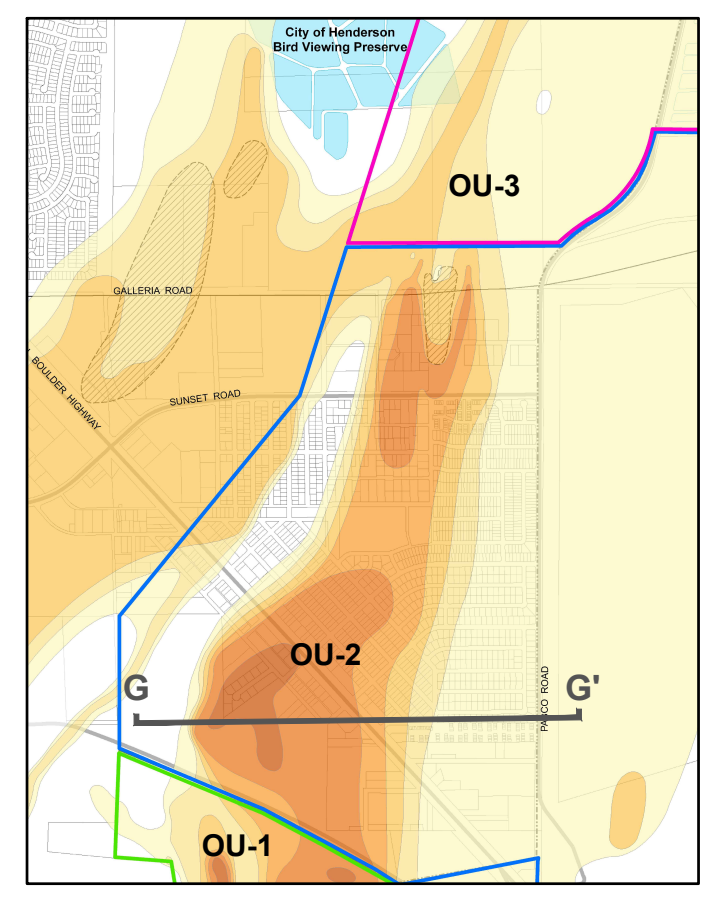 City of Henderson
Bird Viewing Preserve
OU-3
GALLERIA ROAD
BOULDER HIGHWAY
SUNSET ROAD
OU-2
G
G'
PABCO ROAD
OU-1